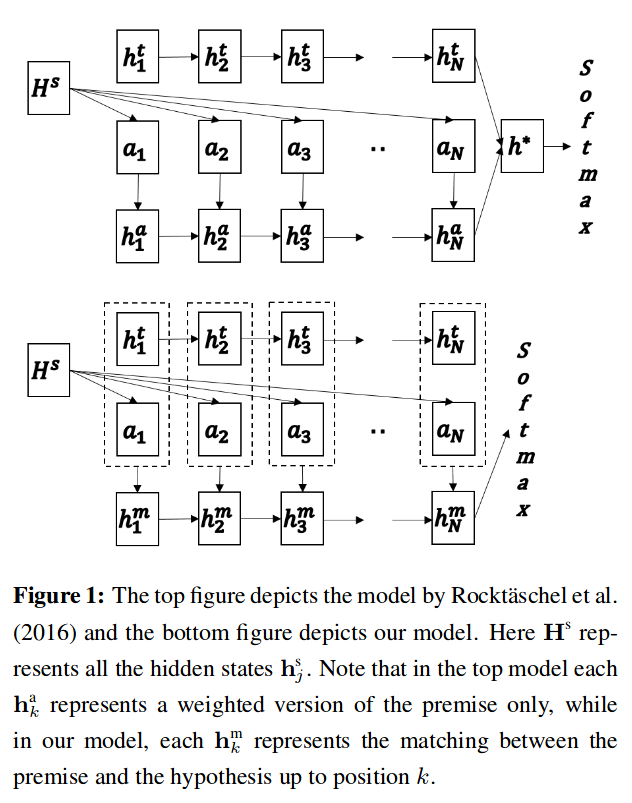 h₁ᵗ h₂ᵗ h₃ᵗ h_Nᵗ
Hˢ
a₁ a₂ a₃ .. a_N
h*
Softmax
h₁ᵃ h₂ᵃ h₃ᵃ h_Nᵃ
h₁ᵗ h₂ᵗ h₃ᵗ h_Nᵗ
Hˢ
a₁ a₂ a₃ .. a_N
Softmax
h₁ᵐ h₂ᵐ h₃ᵐ h_Nᵐ
Figure 1: The top figure depicts the model by Rocktäschel et al.
(2016) and the bottom figure depicts our model. Here Hˢ rep-
resents all the hidden states hⱼˢ. Note that in the top model each
hₖᵃ represents a weighted version of the premise only, while
in our model, each hₖᵐ represents the matching between the
premise and the hypothesis up to position k.